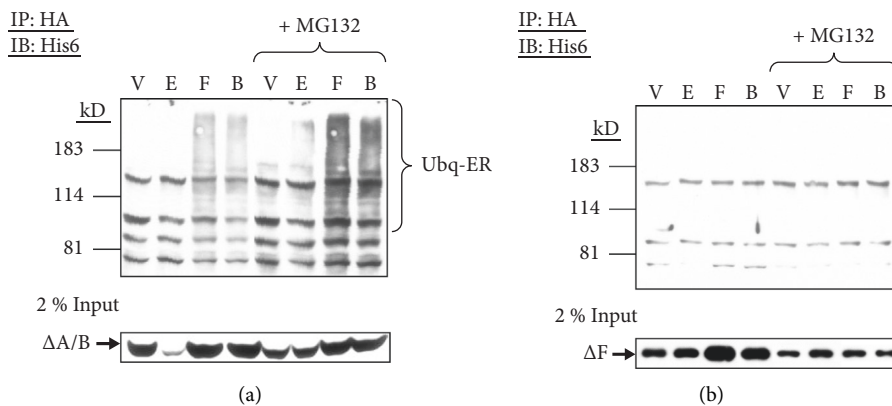 IP: HA
IB: His6
+ MG132
V E F B V E F B
kD
183
114
81
Ubq-ER
2 % Input
ΔA/B
(a)
IP: HA
IB: His6
+ MG132
V E F B V E F B
kD
183
114
81
2 % Input
ΔF
(b)